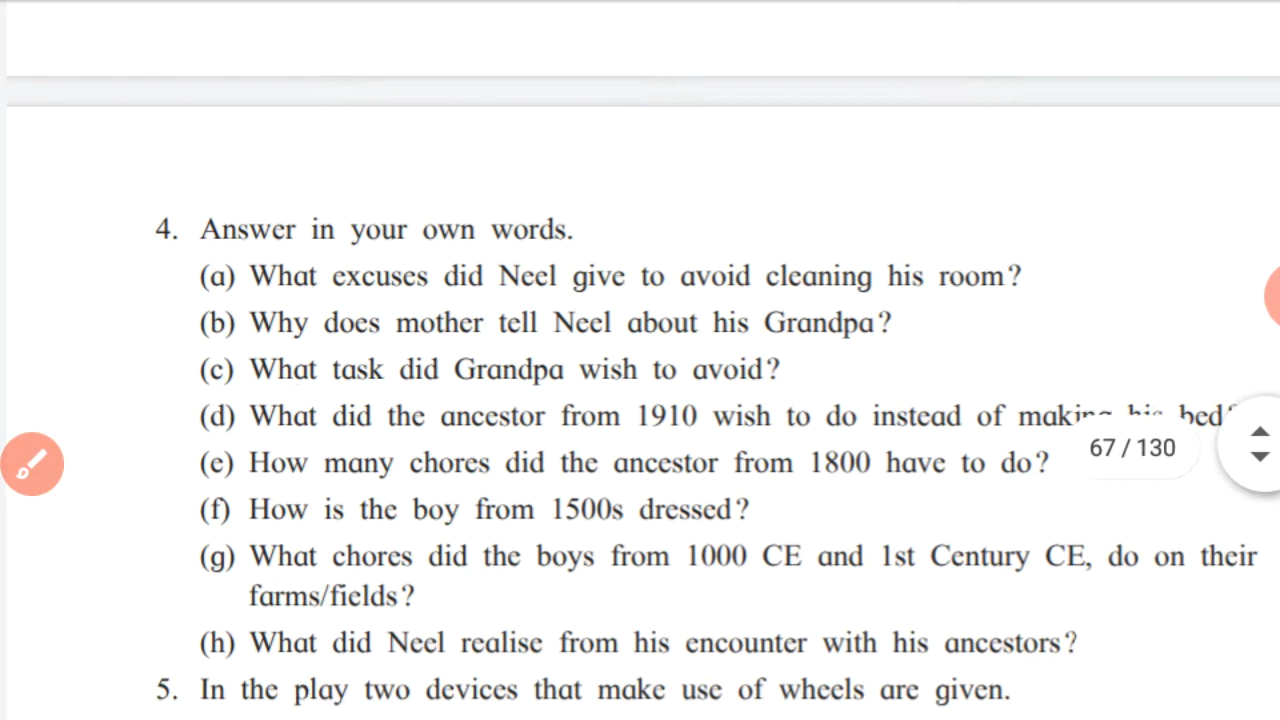 4. Answer in your own words.
(a) What excuses did Neel give to avoid cleaning his room?
(b) Why does mother tell Neel about his Grandpa?
(c) What task did Grandpa wish to avoid?
(d) What did the ancestor from 1910 wish to do instead of making his bed?
67 / 130
(e) How many chores did the ancestor from 1800 have to do?
(f) How is the boy from 1500s dressed?
(g) What chores did the boys from 1000 CE and 1st Century CE, do on their
farms/fields?
(h) What did Neel realise from his encounter with his ancestors?
5. In the play two devices that make use of wheels are given.